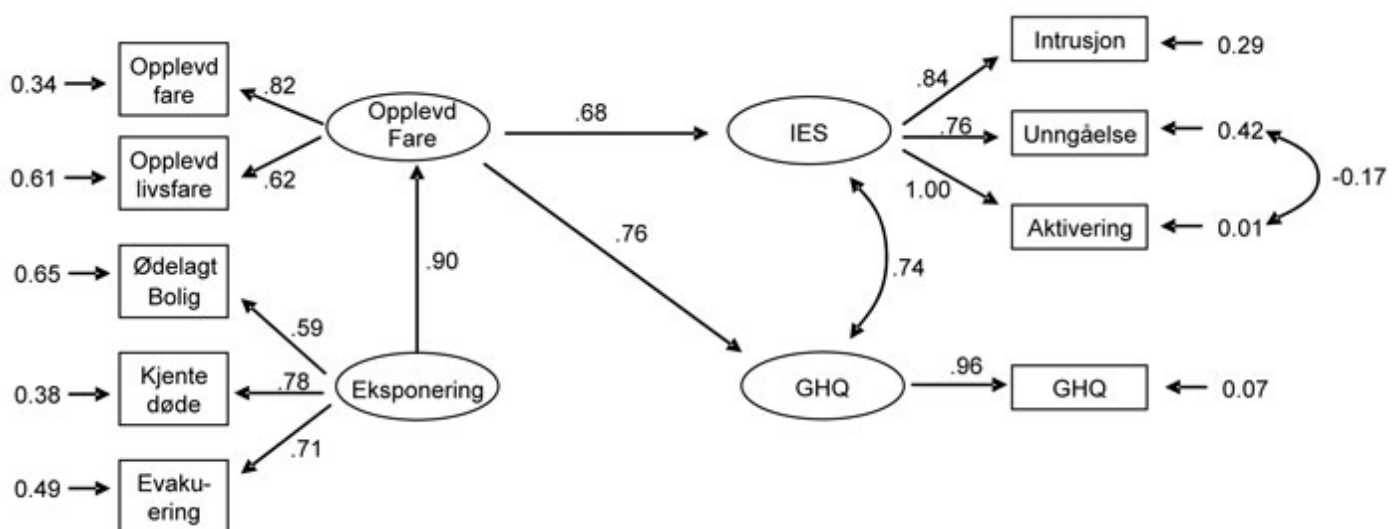 Opplevd
fare
0.34
.82
Opplevd
livsfare
0.61
.62
Ødelagt
Bolig
0.65
.59
Kjente
døde
0.38
.78
Evaku-
ering
0.49
.71
Opplevd
Fare
.90
Eksponering
.68
.76
IES
.74
GHQ
.84
Intrusjon
0.29
.76
Unngåelse
0.42
1.00
Aktivering
0.01
-0.17
.96
GHQ
0.07